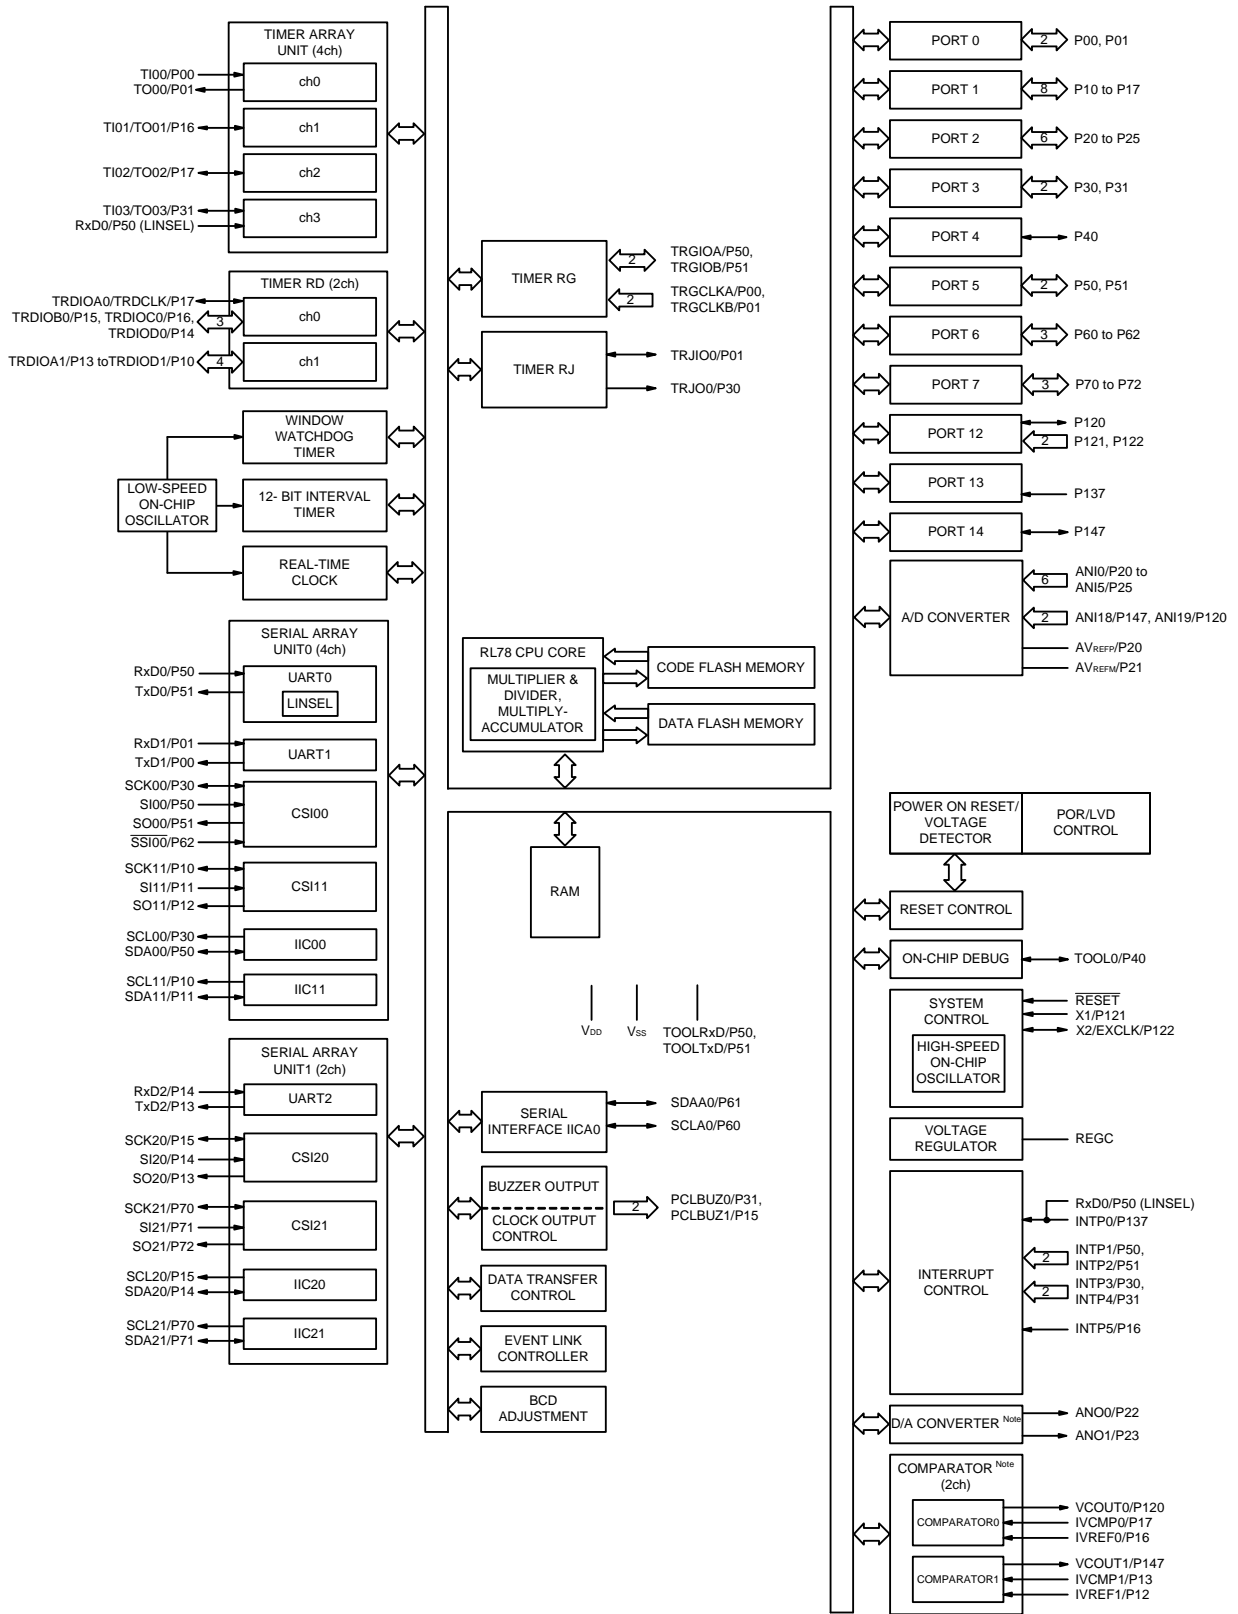 TIMER ARRAY
UNIT (4ch)
TI00/P00
TO00/P01
ch0
TI01/TO01/P16
ch1
TI02/TO02/P17
ch2
TI03/TO03/P31
RxD0/P50 (LINSEL)
ch3
TIMER RD (2ch)
TRDIOA0/TRDCLK/P17
TRDIOB0/P15, TRDIOC0/P16,
TRDIOD0/P14
3
ch0
TRDIOA1/P13 toTRDIOD1/P10
4
ch1
WINDOW
WATCHDOG
TIMER
LOW-SPEED
ON-CHIP
OSCILLATOR
12- BIT INTERVAL
TIMER
REAL-TIME
CLOCK
SERIAL ARRAY
UNIT0 (4ch)
RxD0/P50
TxD0/P51
UART0
LINSEL
RxD1/P01
TxD1/P00
UART1
SCK00/P30
SI00/P50
SO00/P51
SSI00/P62
CSI00
SCK11/P10
SI11/P11
SO11/P12
CSI11
SCL00/P30
SDA00/P50
IIC00
SCL11/P10
SDA11/P11
IIC11
SERIAL ARRAY
UNIT1 (2ch)
RxD2/P14
TxD2/P13
UART2
SCK20/P15
SI20/P14
SO20/P13
CSI20
SCK21/P70
SI21/P71
SO21/P72
CSI21
SCL20/P15
SDA20/P14
IIC20
SCL21/P70
SDA21/P71
IIC21
TIMER RG
2
TRGIOA/P50,
TRGIOB/P51
2
TRGCLKA/P00,
TRGCLKB/P01
TIMER RJ
TRJIO0/P01
TRJO0/P30
RL78 CPU CORE
MULTIPLIER &
DIVIDER,
MULTIPLY-
ACCUMULATOR
CODE FLASH MEMORY
DATA FLASH MEMORY
RAM
VDD
VSS
TOOLRxD/P50,
TOOLTxD/P51
SERIAL
INTERFACE IICA0
SDAA0/P61
SCLA0/P60
BUZZER OUTPUT
CLOCK OUTPUT
CONTROL
2
PCLBUZ0/P31,
PCLBUZ1/P15
DATA TRANSFER
CONTROL
EVENT LINK
CONTROLLER
BCD
ADJUSTMENT
PORT 0
2
P00, P01
PORT 1
8
P10 to P17
PORT 2
6
P20 to P25
PORT 3
2
P30, P31
PORT 4
P40
PORT 5
2
P50, P51
PORT 6
3
P60 to P62
PORT 7
3
P70 to P72
PORT 12
P120
2
P121, P122
PORT 13
P137
PORT 14
P147
A/D CONVERTER
6
ANI0/P20 to
ANI5/P25
2
ANI18/P147, ANI19/P120
AVREFP/P20
AVREFM/P21
POWER ON RESET/
VOLTAGE
DETECTOR
POR/LVD
CONTROL
RESET CONTROL
ON-CHIP DEBUG
TOOL0/P40
SYSTEM
CONTROL
HIGH-SPEED
ON-CHIP
OSCILLATOR
RESET
X1/P121
X2/EXCLK/P122
VOLTAGE
REGULATOR
REGC
INTERRUPT
CONTROL
RxD0/P50 (LINSEL)
INTP0/P137
2
INTP1/P50,
INTP2/P51
2
INTP3/P30,
INTP4/P31
INTP5/P16
D/A CONVERTER Note
ANO0/P22
ANO1/P23
COMPARATOR Note
(2ch)
COMPARATOR0
VCOUT0/P120
IVCMP0/P17
IVREF0/P16
COMPARATOR1
VCOUT1/P147
IVCMP1/P13
IVREF1/P12